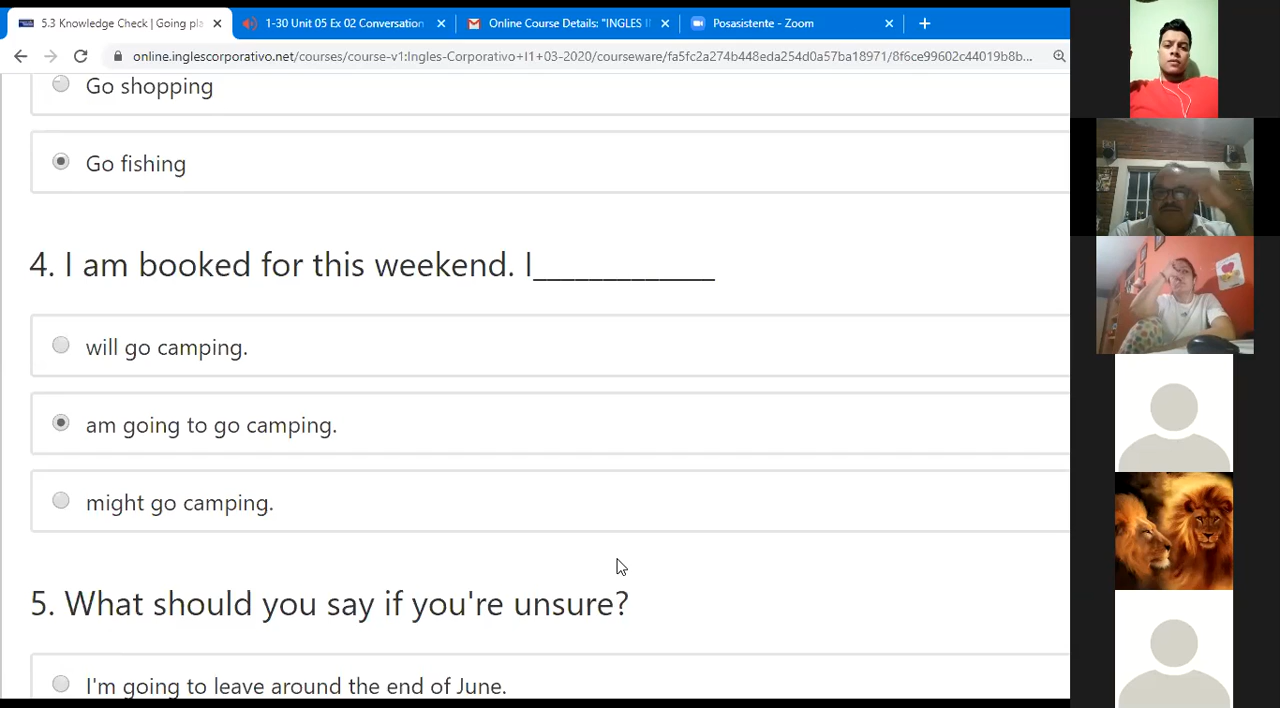 5.3 Knowledge Check | Going pla
1-30 Unit 05 Ex 02 Conversation
Online Course Details: "INGLES I
Posasistente - Zoom
online.inglescorporativo.net/courses/course-v1:Ingles-Corporativo+I1+03-2020/courseware/fa5fc2a274b448eda254d0a57ba18971/8f6ce99602c44019b8b...
Go shopping
Go fishing
4. I am booked for this weekend. I____________
will go camping.
am going to go camping.
might go camping.
5. What should you say if you're unsure?
I'm going to leave around the end of June.